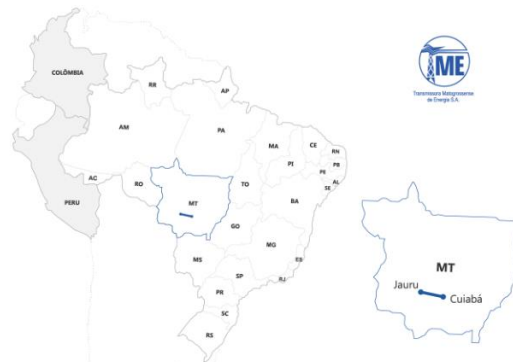 COLÔMBIA
RR
AP
AM
PA
MA
CE
RN
PB
PI
PE
AL
SE
AC
RO
MT
TO
BA
PERU
GO
MG
MS
ES
SP
RJ
PR
SC
RS
TME
Transmissora Matogrossense
de Energia S.A.
MT
Jauru
Cuiabá